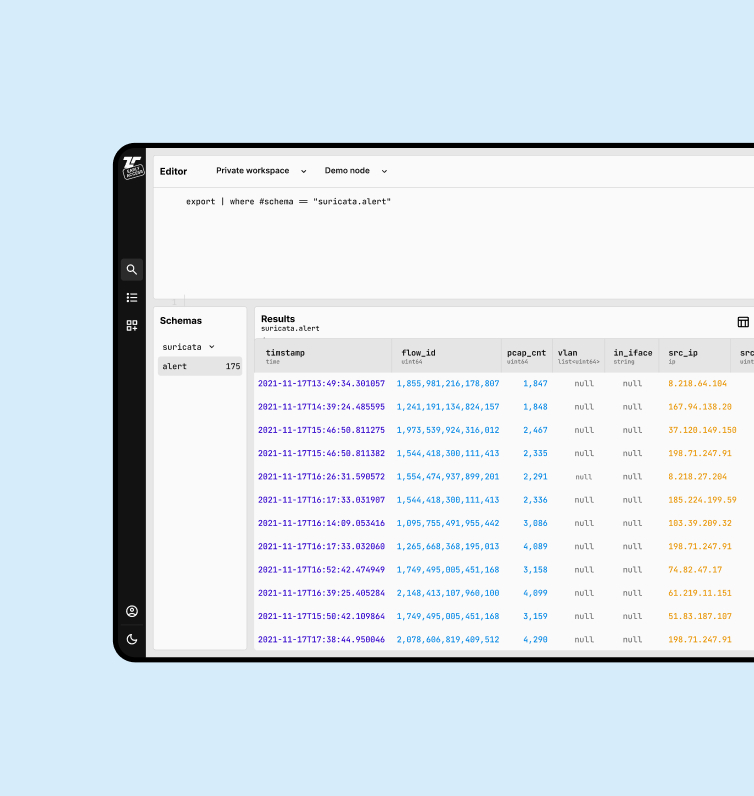 EARLY
ACCESS
Editor Private workspace Demo node
export | where #schema == "suricata.alert"
1
Schemas
suricata
alert 175
Results
suricata.alert
timstamp flow_id pcap_cnt vlan in_iface src_ip src
time uint64 uint64 list<uint64> string ip uint
2021-11-17T13:49:34.301057 1,855,981,216,178,807 1,847 null null 8.218.64.104
2021-11-17T14:39:24.485595 1,241,191,134,824,157 1,848 null null 167.94.138.20
2021-11-17T15:46:50.811275 1,973,539,924,316,012 2,467 null null 37.120.149.150
2021-11-17T15:46:50.811382 1,544,418,300,111,413 2,335 null null 198.71.247.91
2021-11-17T16:26:31.590572 1,554,474,937,899,201 2,291 null null 8.218.27.204
2021-11-17T16:17:33.031907 1,544,418,300,111,413 2,336 null null 185.224.199.59
2021-11-17T16:14:09.053416 1,095,755,491,955,442 3,086 null null 103.39.209.32
2021-11-17T16:17:33.032060 1,265,668,368,195,013 4,089 null null 198.71.247.91
2021-11-17T16:52:42.474949 1,749,495,005,451,168 3,158 null null 74.82.47.17
2021-11-17T16:39:25.405284 2,148,413,107,960,100 4,099 null null 61.219.11.151
2021-11-17T15:50:42.109864 1,749,495,005,451,168 3,159 null null 51.83.187.107
2021-11-17T17:38:44.950046 2,078,606,819,409,512 4,290 null null 198.71.247.91